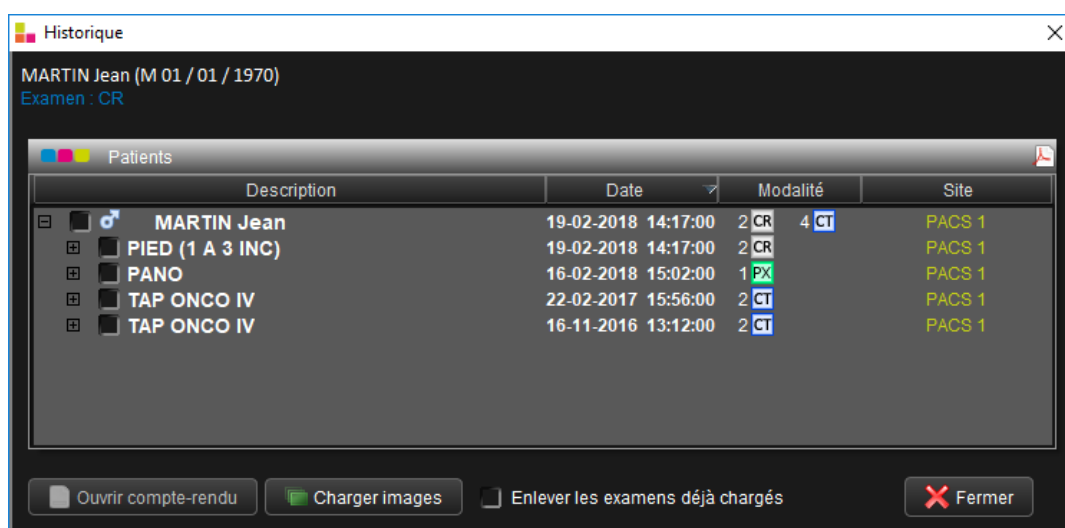 Historique
MARTIN Jean (M 01 / 01 / 1970)
Examen : CR
Patients
Description Date Modalité Site
MARTIN Jean 19-02-2018 14:17:00 2 CR 4 CT PACS 1
PIED (1 A 3 INC) 19-02-2018 14:17:00 2 CR PACS 1
PANO 16-02-2018 15:02:00 1 PX PACS 1
TAP ONCO IV 22-02-2017 15:56:00 2 CT PACS 1
TAP ONCO IV 16-11-2016 13:12:00 2 CT PACS 1
Ouvrir compte-rendu Charger images Enlever les examens déjà chargés Fermer